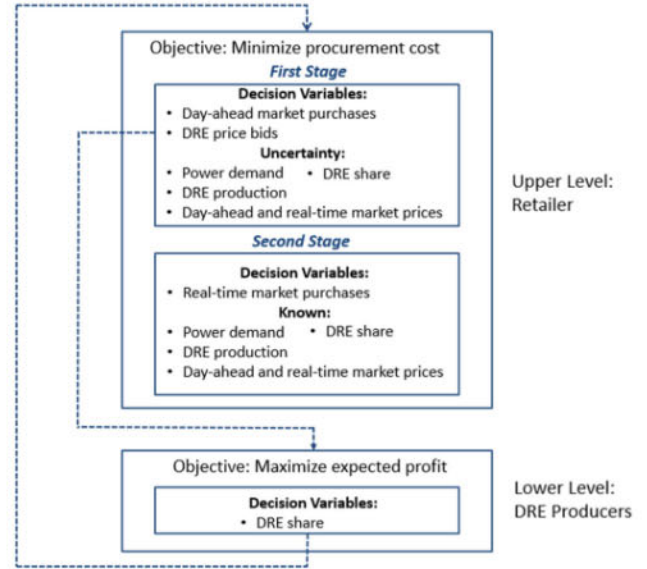 Objective: Minimize procurement cost
First Stage
Decision Variables:
• Day-ahead market purchases
• DRE price bids
Uncertainty:
• Power demand • DRE share
• DRE production
• Day-ahead and real-time market prices
Upper Level:
Retailer
Second Stage
Decision Variables:
• Real-time market purchases
Known:
• Power demand • DRE share
• DRE production
• Day-ahead and real-time market prices
Objective: Maximize expected profit
Decision Variables:
• DRE share
Lower Level:
DRE Producers